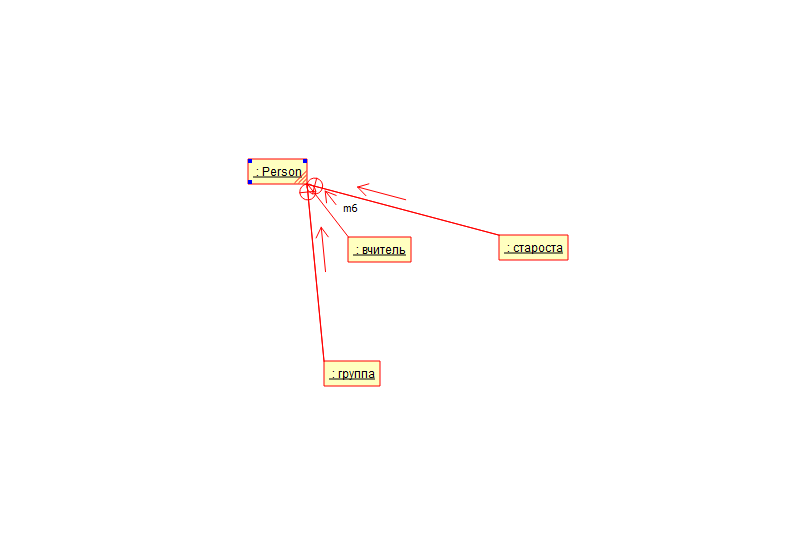 : Person
m6
: вчитель
: староста
: группа